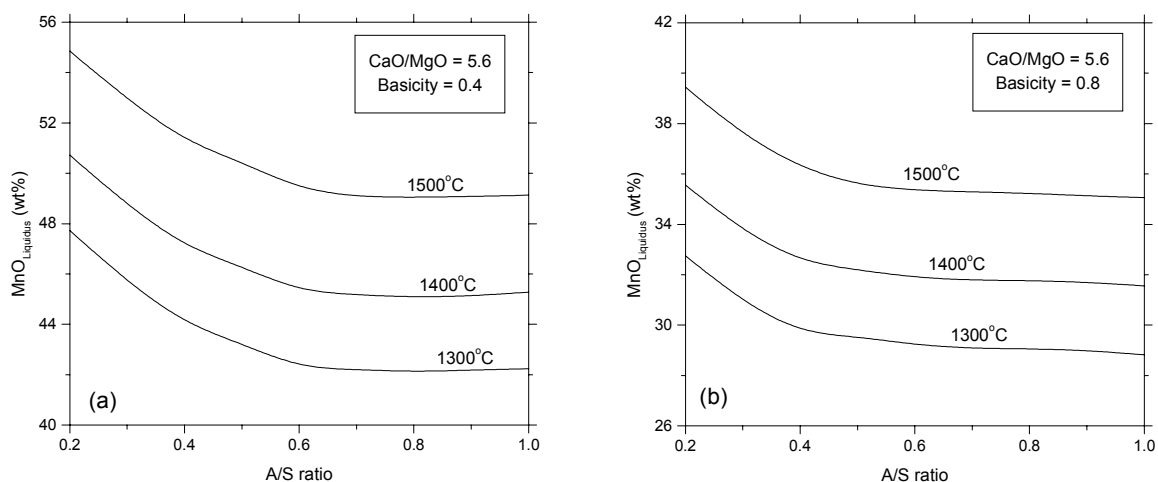 56
52
48
44
40
MnO_Liquidus (wt%)
CaO/MgO = 5.6
Basicity = 0.4
1500°C
1400°C
1300°C
(a)
0.2 0.4 0.6 0.8 1.0
A/S ratio
42
38
34
30
26
MnO_Liquidus (wt%)
CaO/MgO = 5.6
Basicity = 0.8
1500°C
1400°C
1300°C
(b)
0.2 0.4 0.6 0.8 1.0
A/S ratio